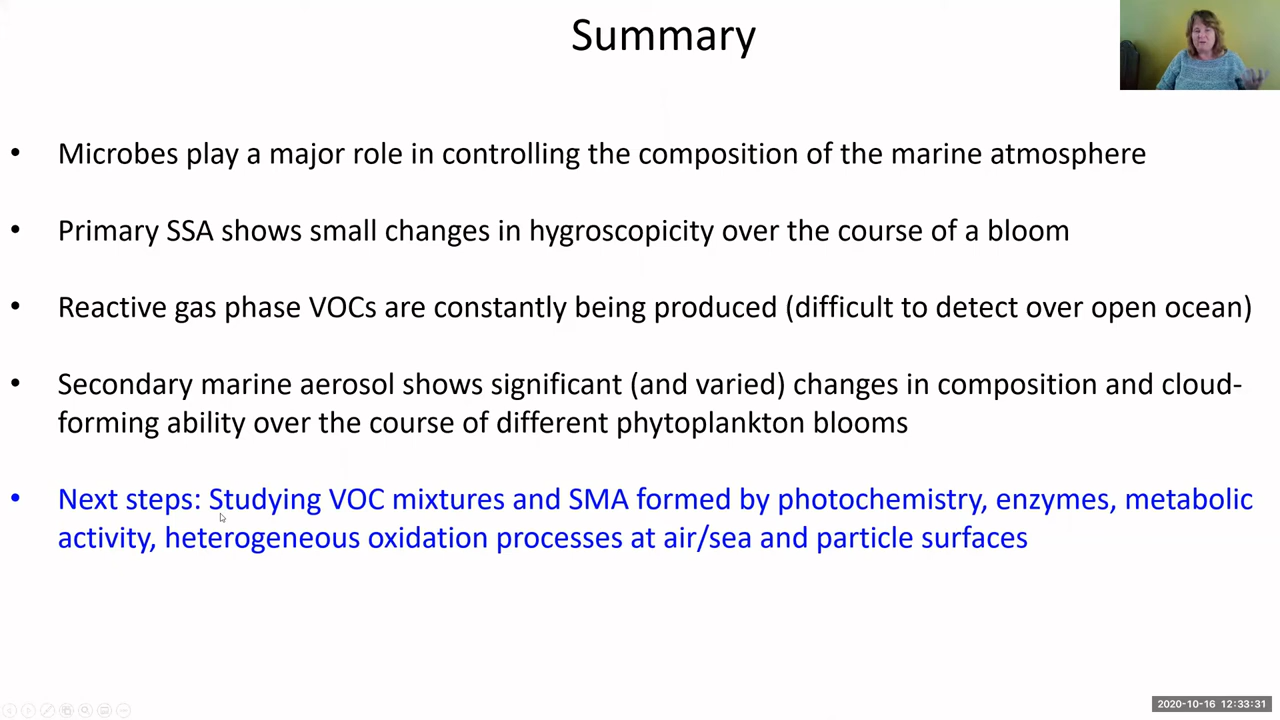 Summary
• Microbes play a major role in controlling the composition of the marine atmosphere
• Primary SSA shows small changes in hygroscopicity over the course of a bloom
• Reactive gas phase VOCs are constantly being produced (difficult to detect over open ocean)
• Secondary marine aerosol shows significant (and varied) changes in composition and cloud-
forming ability over the course of different phytoplankton blooms
• Next steps: Studying VOC mixtures and SMA formed by photochemistry, enzymes, metabolic
activity, heterogeneous oxidation processes at air/sea and particle surfaces
2020-10-16 12:33:31